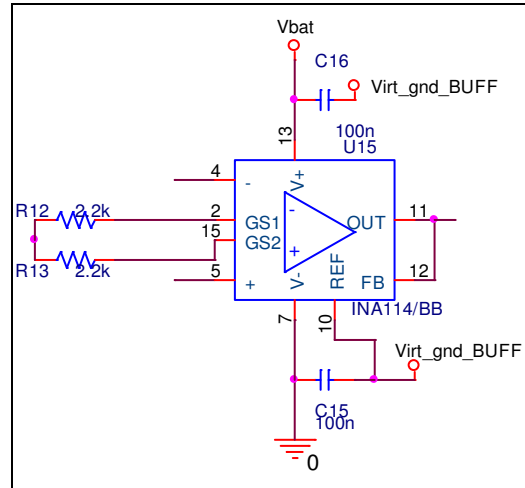 Vbat
C16
Virt_gnd_BUFF
100n
U15
13
V+
4
-
R12
2.2k
2
GS1
-
OUT
11
15
GS2
R13
2.2k
+
5
+
V-
REF
FB
12
INA114/BB
7
10
Virt_gnd_BUFF
C15
100n
0